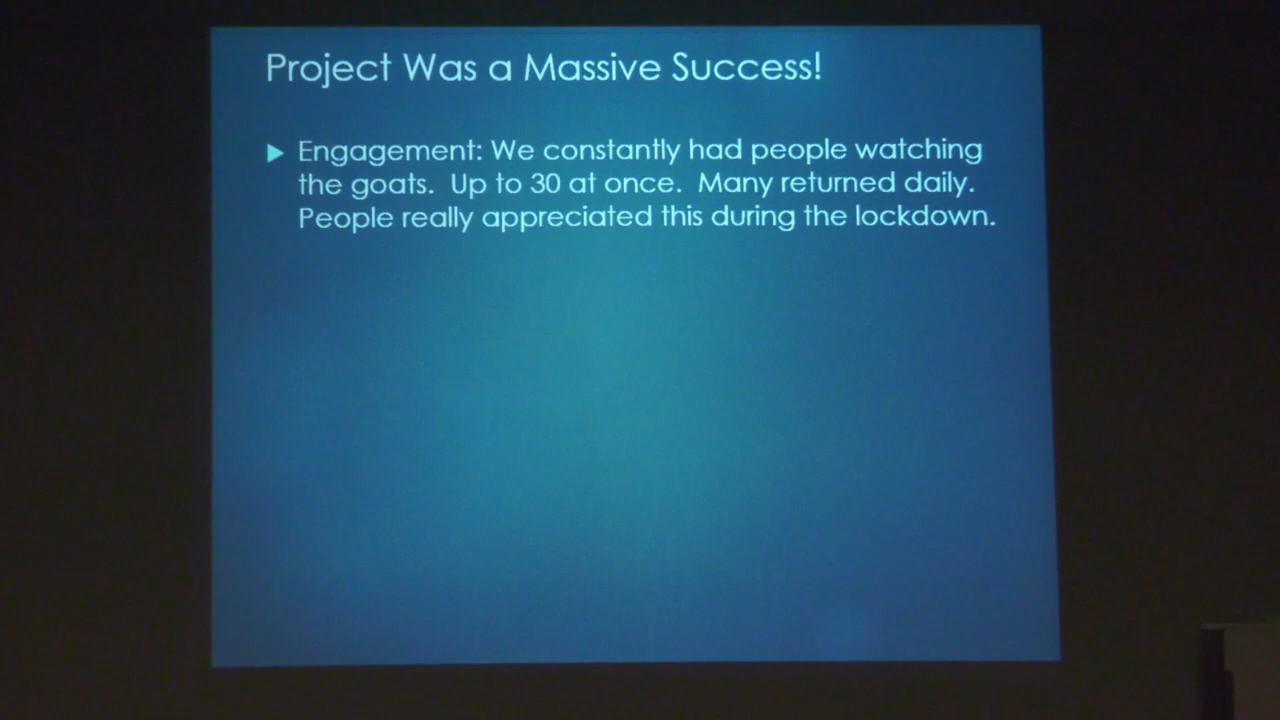 Project Was a Massive Success!
Engagement: We constantly had people watching
the goats.  Up to 30 at once.  Many returned daily.
People really appreciated this during the lockdown.